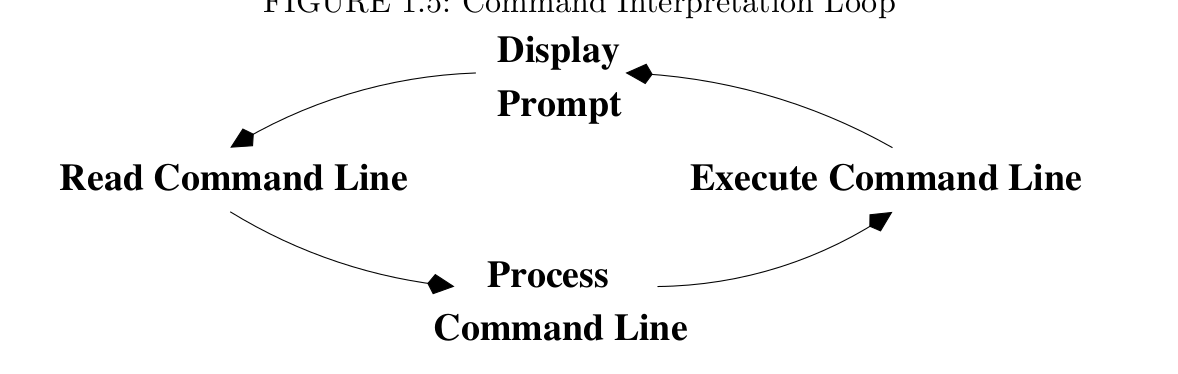 FIGURE 1.5: Command Interpretation Loop
Display
Prompt
Read Command Line
Execute Command Line
Process
Command Line